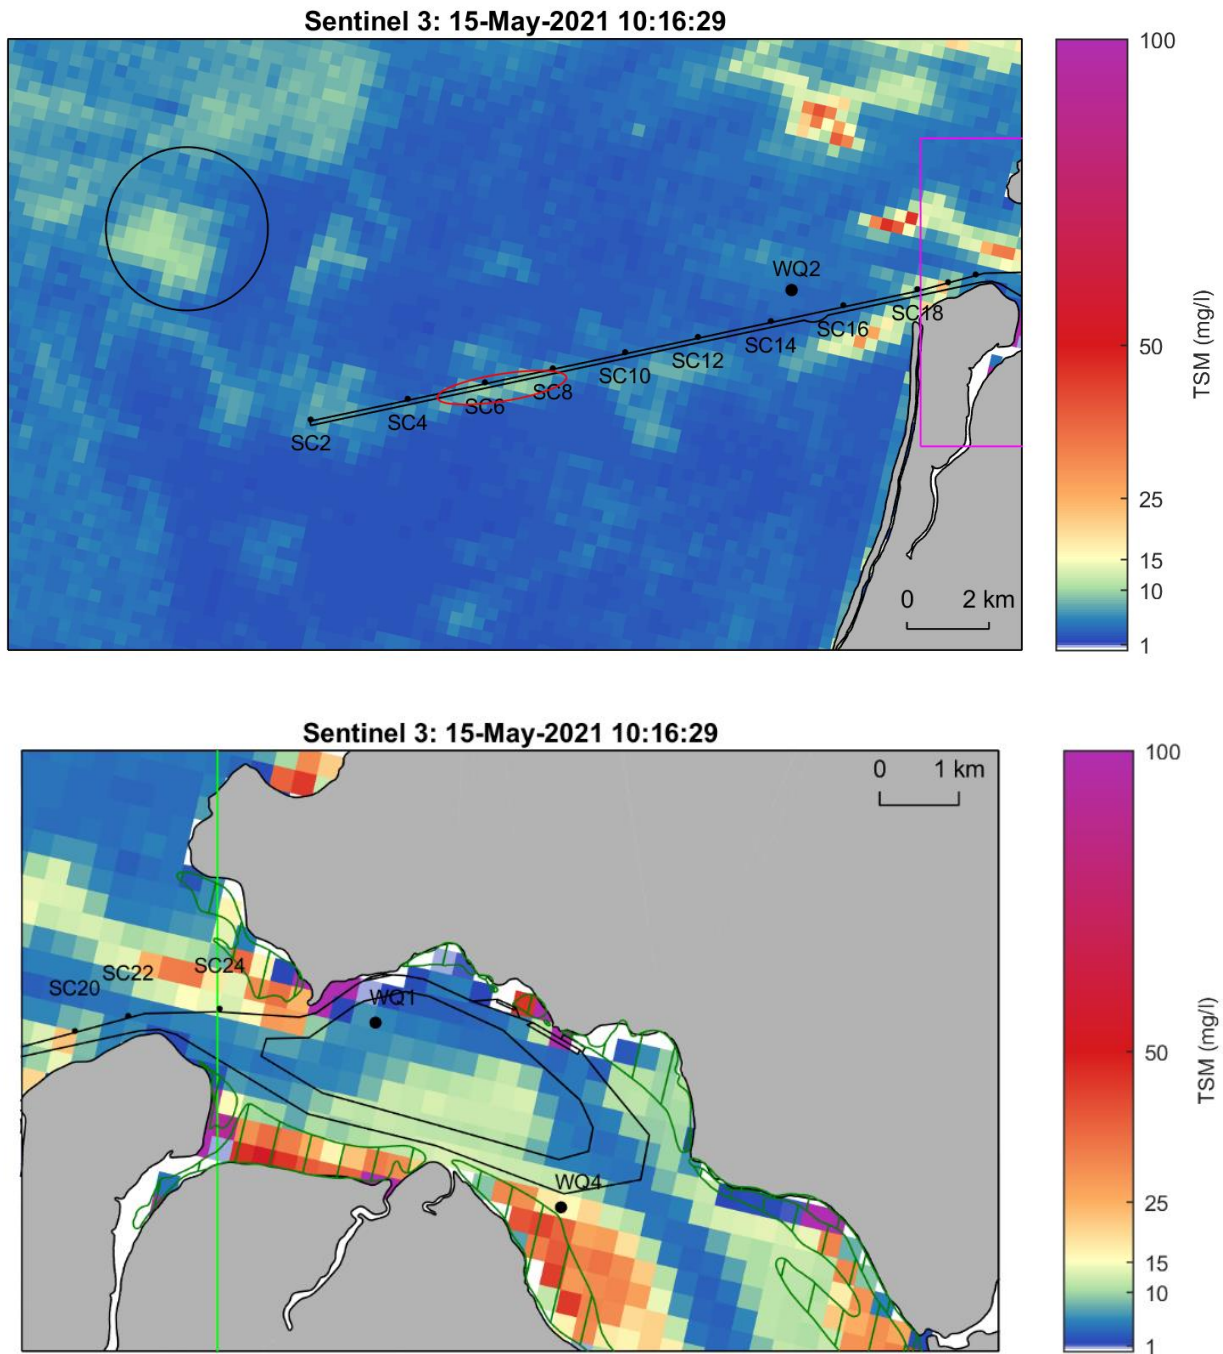 Sentinel 3: 15-May-2021 10:16:29
100
WQ2
SC18
SC16
SC14
50
SC12
SC10
SC8
SC6
SC4
SC2
TSM (mg/l)
25
15
10
0 2 km
1
Sentinel 3: 15-May-2021 10:16:29
100
0 1 km
SC24
SC22
SC20
WQ1
50
TSM (mg/l)
WQ4
25
15
10
1